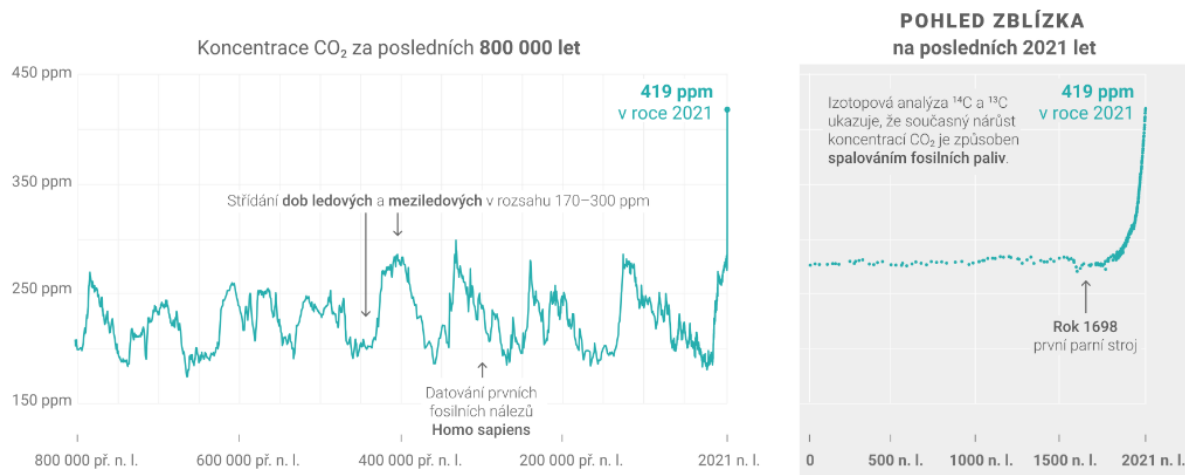 Koncentrace CO₂ za posledních 800 000 let
450 ppm
350 ppm
250 ppm
150 ppm
419 ppm
v roce 2021
Střídání dob ledových a meziledových v rozsahu 170–300 ppm
Datování prvních
fosilních nálezů
Homo sapiens
800 000 př. n. l.
600 000 př. n. l.
400 000 př. n. l.
200 000 př. n. l.
2021 n. l.
POHLED ZBLÍZKA
na posledních 2021 let
Izotopová analýza ¹⁴C a ¹³C
ukazuje, že současný nárůst
koncentrací CO₂ je způsoben
spalováním fosilních paliv.
419 ppm
v roce 2021
Rok 1698
první parní stroj
0
500 n. l.
1000 n. l.
1500 n. l.
2021 n. l.